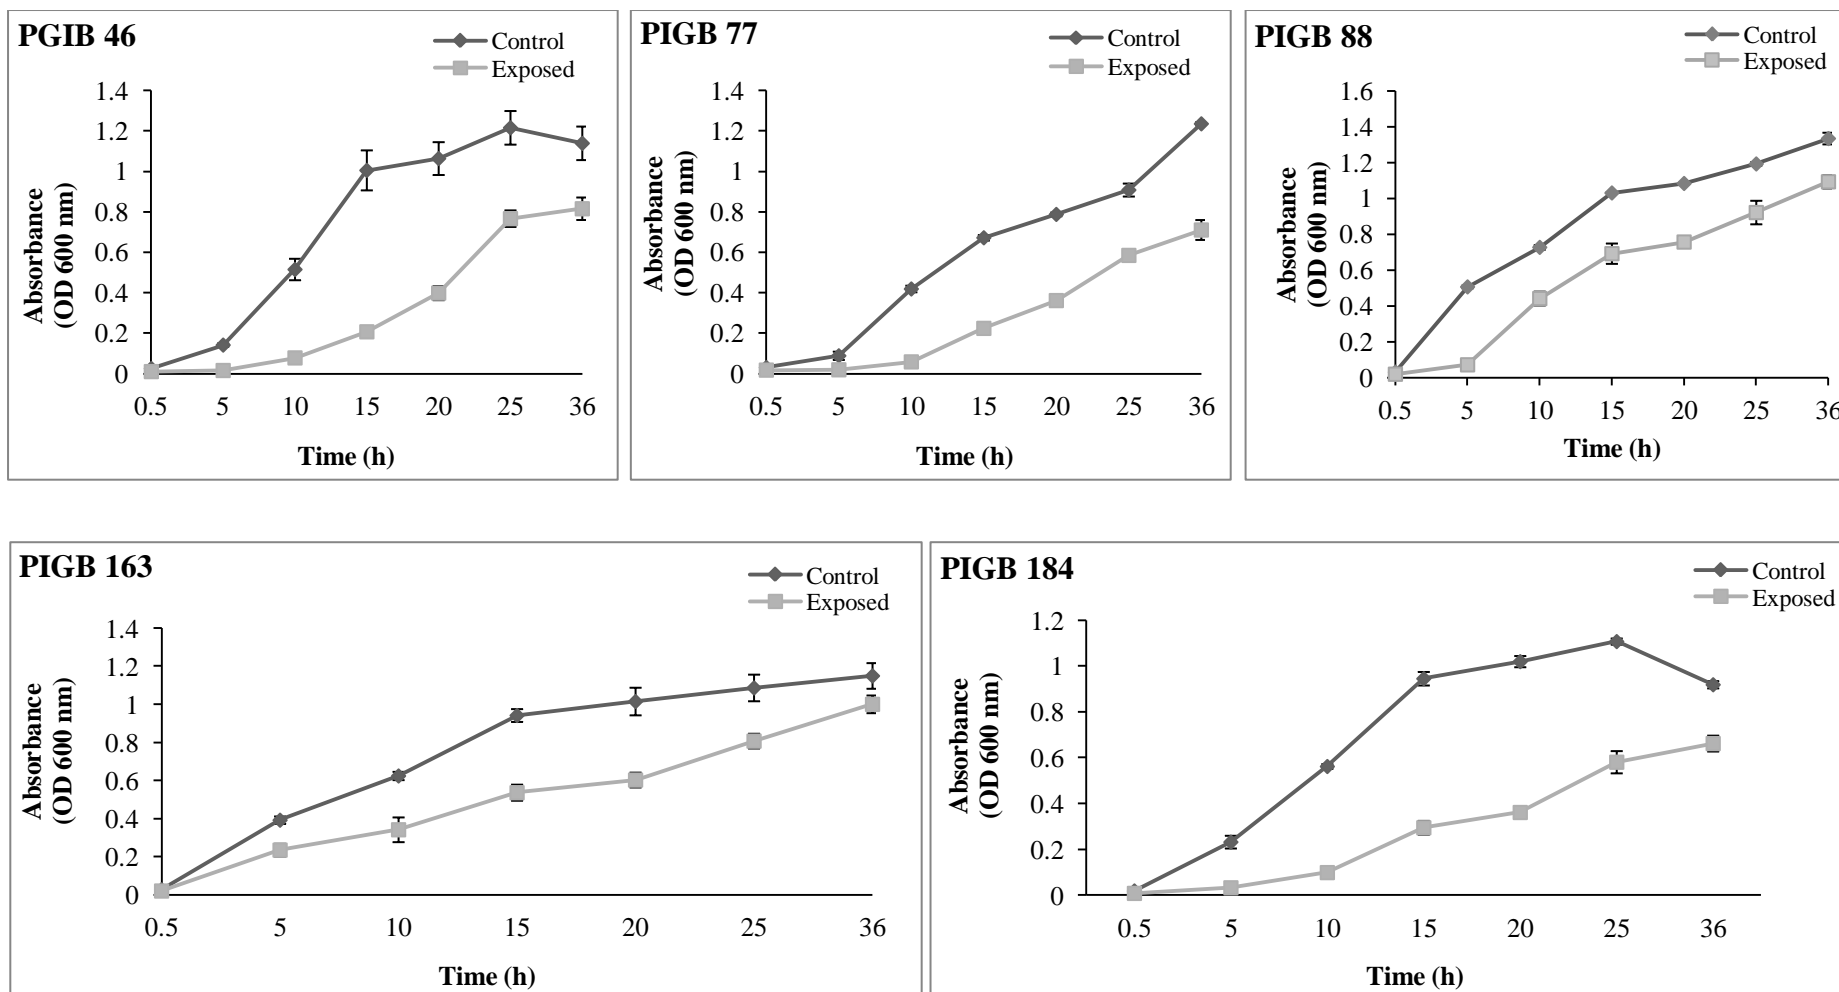 PGIB 46
Control
Exposed
1.4
1.2
1
0.8
0.6
0.4
0.2
0
Absorbance
(OD 600 nm)
0.5 5 10 15 20 25 36
Time (h)
PIGB 77
Control
Exposed
1.4
1.2
1
0.8
0.6
0.4
0.2
0
Absorbance
(OD 600 nm)
0.5 5 10 15 20 25 36
Time (h)
PIGB 88
Control
Exposed
1.6
1.4
1.2
1
0.8
0.6
0.4
0.2
0
Absorbance
(OD 600 nm)
0.5 5 10 15 20 25 36
Time (h)
PIGB 163
Control
Exposed
1.4
1.2
1
0.8
0.6
0.4
0.2
0
Absorbance
(OD 600 nm)
0.5 5 10 15 20 25 36
Time (h)
PIGB 184
Control
Exposed
1.2
1
0.8
0.6
0.4
0.2
0
Absorbance
(OD 600 nm)
0.5 5 10 15 20 25 36
Time (h)